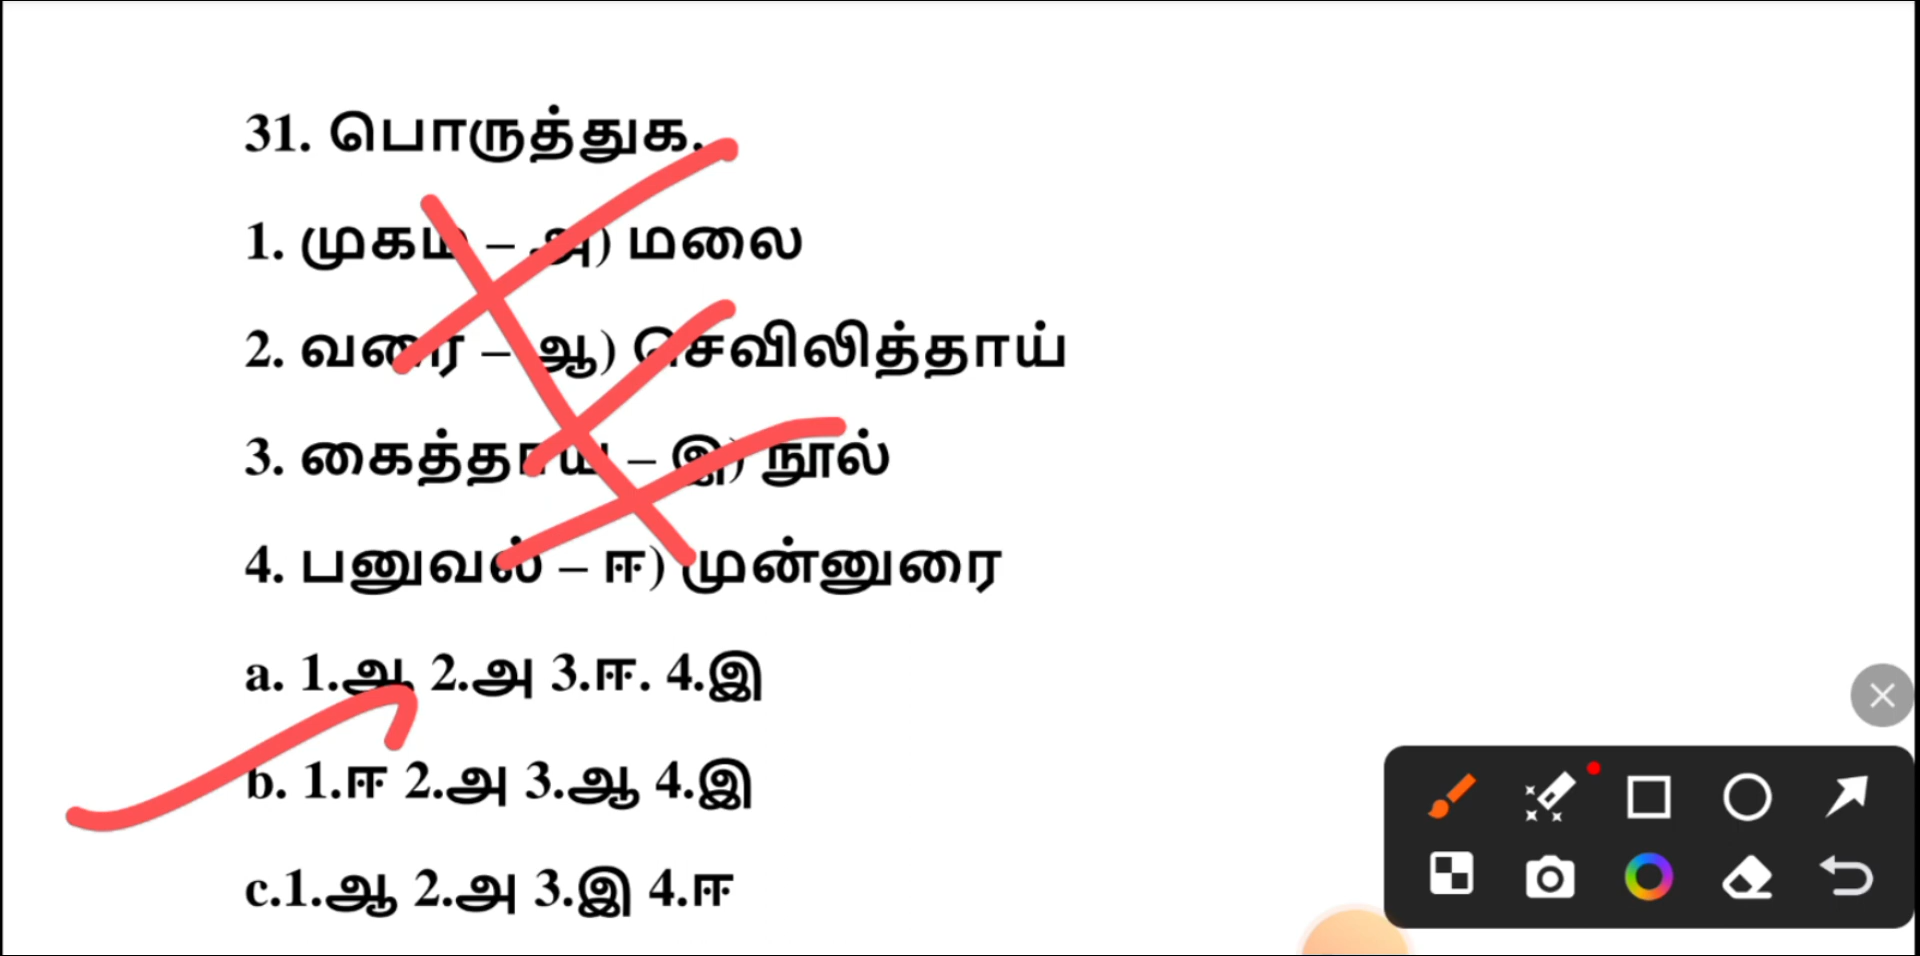 31. பொருத்துக.
1. முகம் – அ) மலை
2. வரை – ஆ) செவிலித்தாய்
3. கைத்தாய் – இ) நூல்
4. பனுவல் – ஈ) முன்னுரை
a. 1.ஆ 2.அ 3.ஈ. 4.இ
b. 1.ஈ 2.அ 3.ஆ 4.இ
c.1.ஆ 2.அ 3.இ 4.ஈ